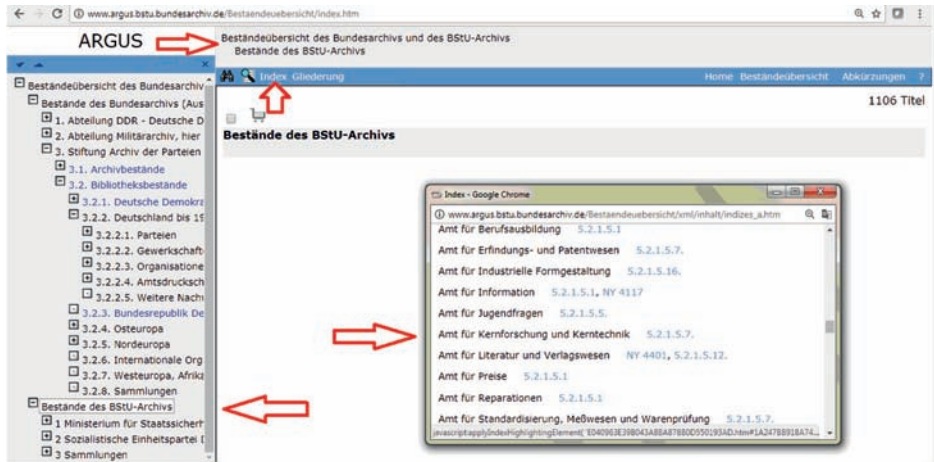 www.argus.bstu.bundesarchiv.de/Bestaendeuebersicht/index.htm
ARGUS
Beständeübersicht des Bundesarchivs und des BStU-Archivs
Bestände des BStU-Archivs
Index Gliederung
Home Beständeübersicht Abkürzungen ?
1106 Titel
Bestände des BStU-Archivs
Beständeübersicht des Bundesarchiv
Bestände des Bundesarchivs (Aus
1. Abteilung DDR - Deutsche D
2. Abteilung Militärarchiv, hier
3. Stiftung Archiv der Parteien
3.1. Archivbestände
3.2. Bibliotheksbestände
3.2.1. Deutsche Demokra
3.2.2. Deutschland bis 19
3.2.2.1. Parteien
3.2.2.2. Gewerkschaft
3.2.2.3. Organisatione
3.2.2.4. Amtsdrucksch
3.2.2.5. Weitere Nach
3.2.3. Bundesrepublik De
3.2.4. Osteuropa
3.2.5. Nordeuropa
3.2.6. Internationale Org
3.2.7. Westeuropa, Afrika
3.2.8. Sammlungen
Bestände des BStU-Archivs
1 Ministerium für Staatssicherh
2 Sozialistische Einheitspartei
3 Sammlungen
Index - Google Chrome
www.argus.bstu.bundesarchiv.de/Bestaendeuebersicht/xml/inhalt/indizes_a.htm
Amt für Berufsausbildung 5.2.1.5.1
Amt für Erfindungs- und Patentwesen 5.2.1.5.7.
Amt für Industrielle Formgestaltung 5.2.1.5.16.
Amt für Information 5.2.1.5.1, NY 4117
Amt für Jugendfragen 5.2.1.5.5.
Amt für Kernforschung und Kerntechnik 5.2.1.5.7.
Amt für Literatur und Verlagswesen NY 4401, 5.2.1.5.12.
Amt für Preise 5.2.1.5.1
Amt für Reparationen 5.2.1.5.1
Amt für Standardisierung, Meßwesen und Warenprüfung 5.2.1.5.7.